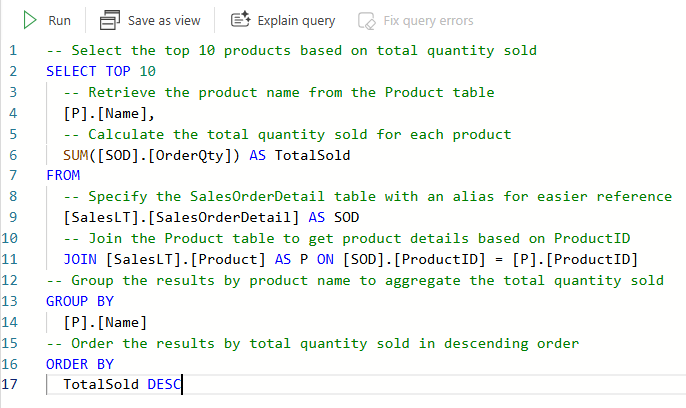 Run Save as view Explain query Fix query errors
1 -- Select the top 10 products based on total quantity sold
2 SELECT TOP 10
3 -- Retrieve the product name from the Product table
4 [P].[Name],
5 -- Calculate the total quantity sold for each product
6 SUM([SOD].[OrderQty]) AS TotalSold
7 FROM
8 -- Specify the SalesOrderDetail table with an alias for easier reference
9 [SalesLT].[SalesOrderDetail] AS SOD
10 -- Join the Product table to get product details based on ProductID
11 JOIN [SalesLT].[Product] AS P ON [SOD].[ProductID] = [P].[ProductID]
12 -- Group the results by product name to aggregate the total quantity sold
13 GROUP BY
14 [P].[Name]
15 -- Order the results by total quantity sold in descending order
16 ORDER BY
17 TotalSold DESC